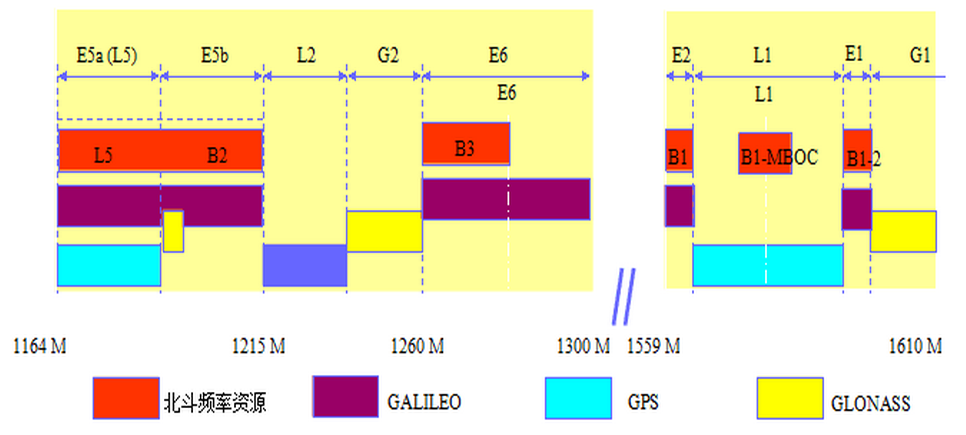 E5a (L5) E5b L2 G2 E6 E2 L1 E1 G1
E6 L1
L5 B2 B3 B1 B1-MBOC B1-2
1164 M 1215 M 1260 M 1300 M 1559 M 1610 M
北斗频率资源 GALILEO GPS GLONASS